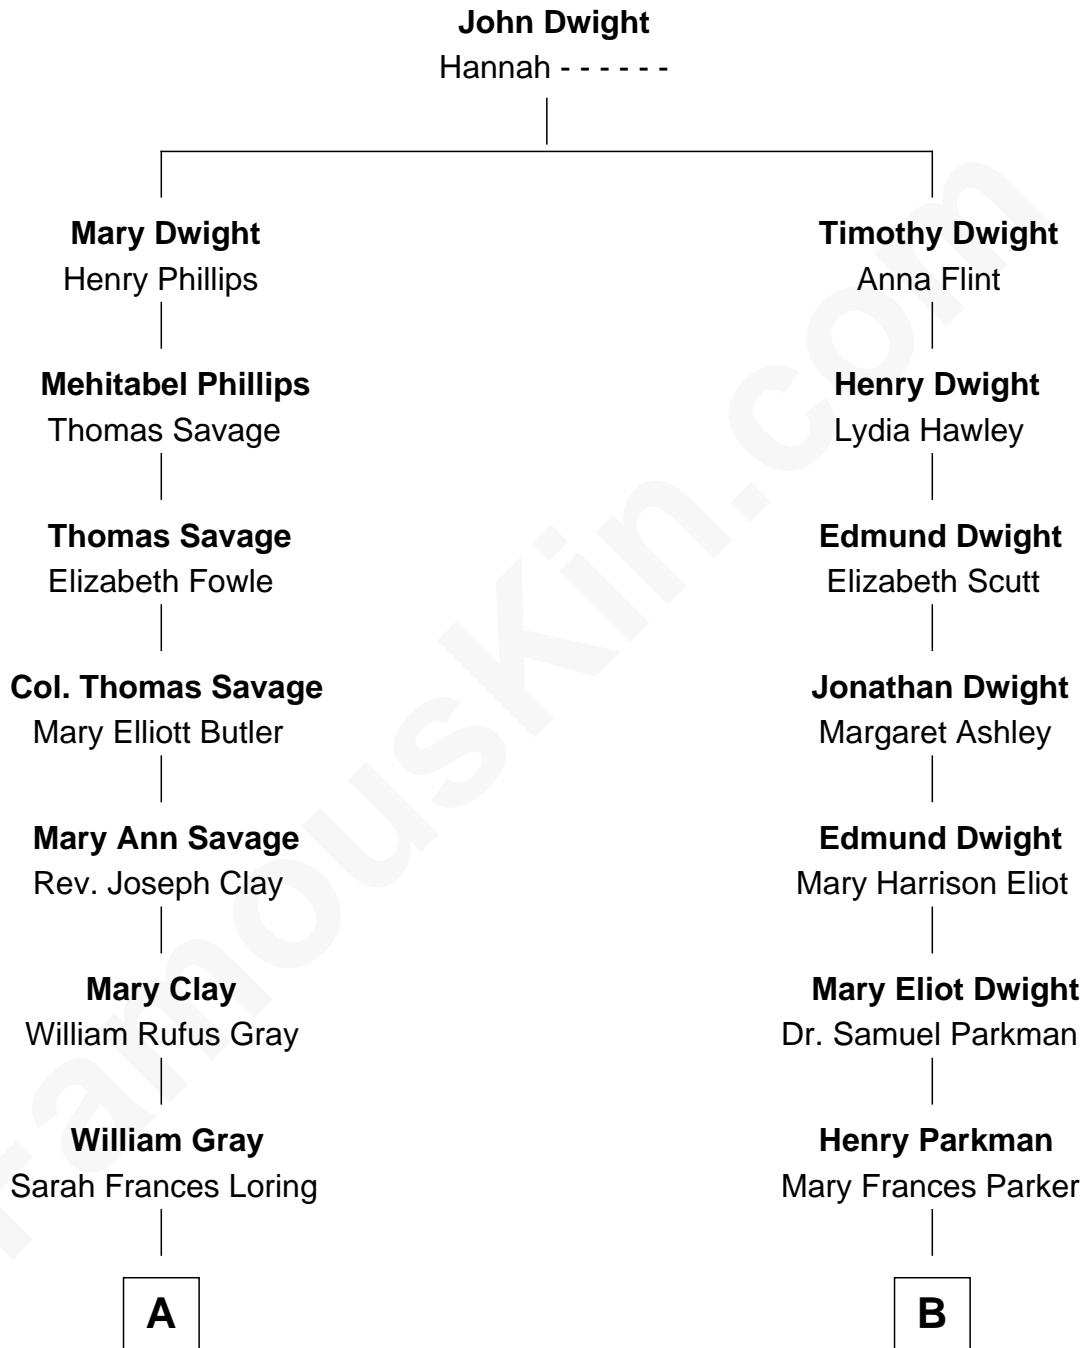 John Dwight
Hannah - - - - - -
Mary Dwight
Henry Phillips
Timothy Dwight
Anna Flint
Mehitabel Phillips
Thomas Savage
Henry Dwight
Lydia Hawley
Thomas Savage
Elizabeth Fowle
Edmund Dwight
Elizabeth Scutt
Col. Thomas Savage
Mary Elliott Butler
Jonathan Dwight
Margaret Ashley
Mary Ann Savage
Rev. Joseph Clay
Edmund Dwight
Mary Harrison Eliot
Mary Clay
William Rufus Gray
Mary Eliot Dwight
Dr. Samuel Parkman
William Gray
Sarah Frances Loring
Henry Parkman
Mary Frances Parker
A
B
FamousKin.com